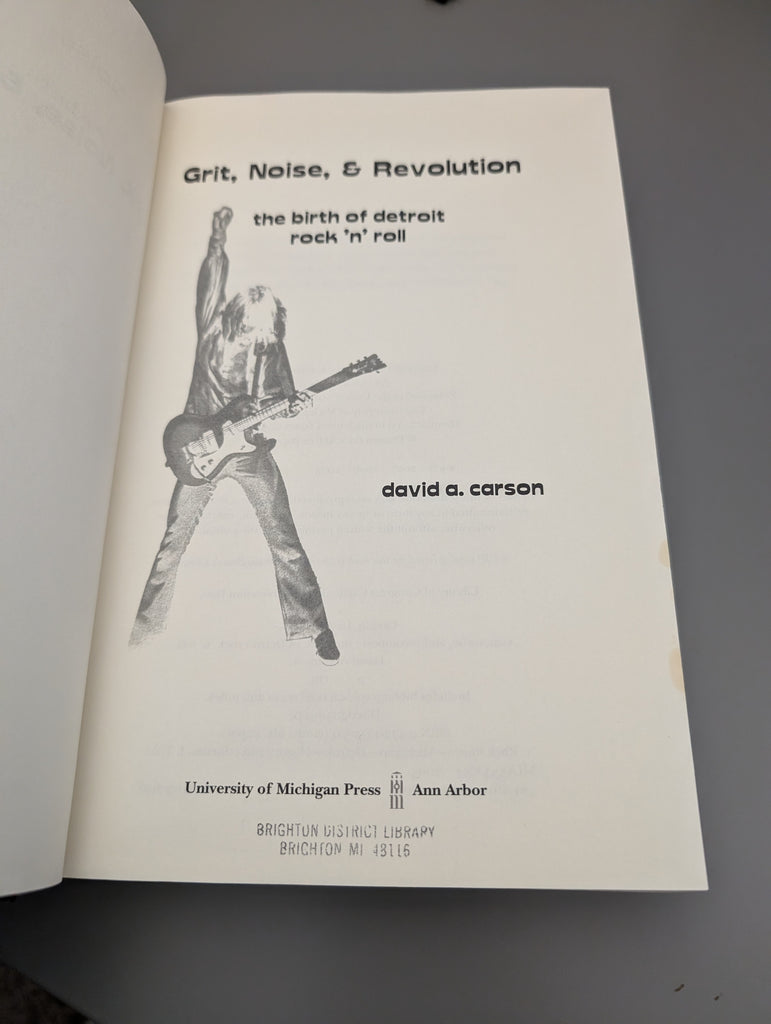 Grit, Noise, & Revolution
the birth of detroit
rock 'n' roll
david a. carson
University of Michigan Press Ann Arbor
BRIGHTON DISTRICT LIBRARY
BRIGHTON MI 48116